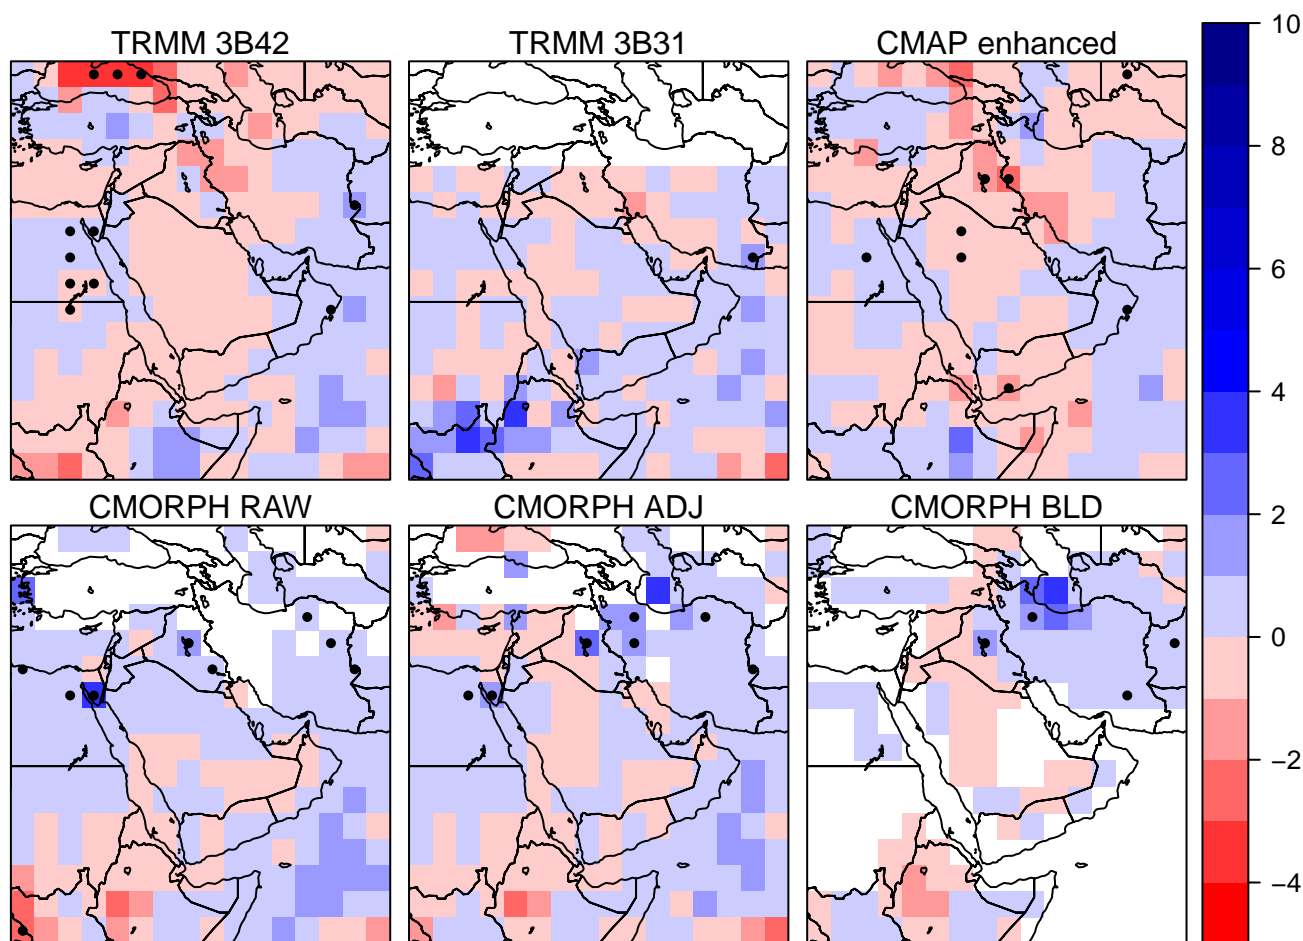 TRMM 3B42
TRMM 3B31
CMAP enhanced
CMORPH RAW
CMORPH ADJ
CMORPH BLD
10
8
6
4
2
0
−2
−4